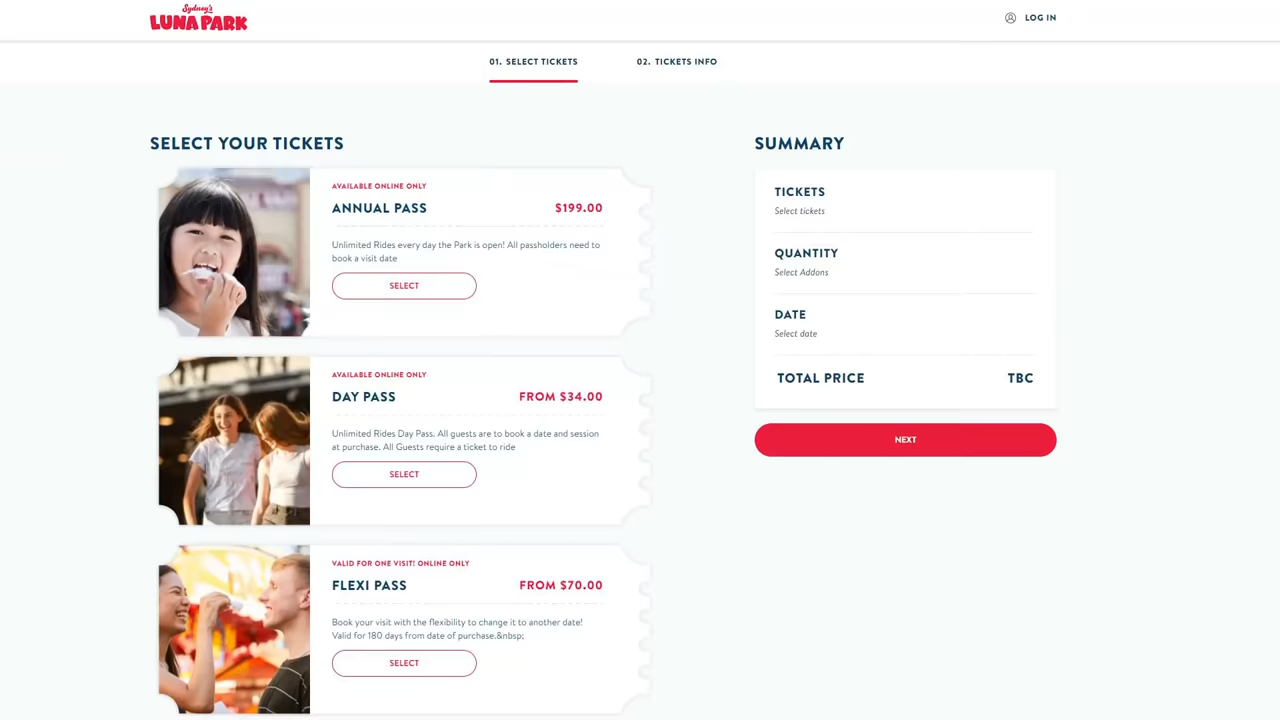 Sydney's
LUNA PARK
LOG IN
01. SELECT TICKETS
02. TICKETS INFO
SELECT YOUR TICKETS
AVAILABLE ONLINE ONLY
ANNUAL PASS
$199.00
Unlimited Rides every day the Park is open! All passholders need to
book a visit date
SELECT
AVAILABLE ONLINE ONLY
DAY PASS
FROM $34.00
Unlimited Rides Day Pass. All guests are to book a date and session
at purchase. All Guests require a ticket to ride
SELECT
VALID FOR ONE VISIT! ONLINE ONLY
FLEXI PASS
FROM $70.00
Book your visit with the flexibility to change it to another date!
Valid for 180 days from date of purchase.&nbsp;
SELECT
SUMMARY
TICKETS
Select tickets
QUANTITY
Select Addons
DATE
Select date
TOTAL PRICE
TBC
NEXT